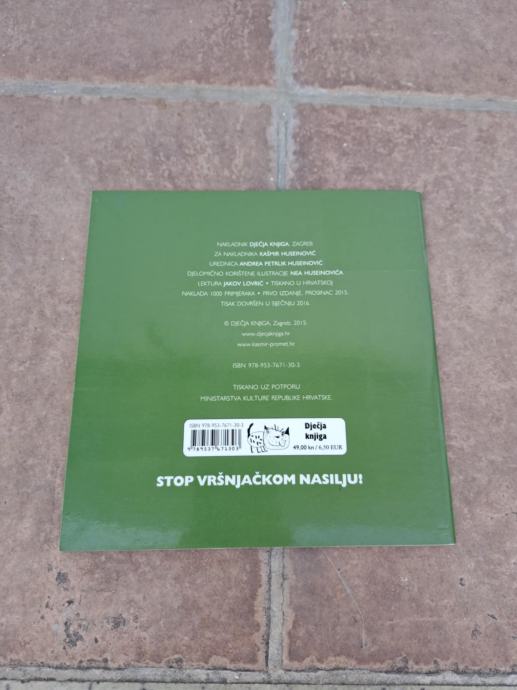 NAKLADNIK DJEČJA KNJIGA, ZAGREB
ZA NAKLADNIKA KAŠMIR HUSEINOVIĆ
UREDNICA ANDREA PETRLIK HUSEINOVIĆ
DJELOMIČNO KORIŠTENE ILUSTRACIJE NEA HUSEINOVIĆA
LEKTURA JAKOV LOVRIĆ • TISKANO U HRVATSKOJ
NAKLADA 1000 PRIMJERAKA • PRVO IZDANJE, PROSINAC 2015.
TISAK DOVRŠEN U SIJEČNJU 2016.
© DJEČJA KNJIGA, Zagreb, 2015.
www.djecjaknjiga.hr
www.kasmir-promet.hr
ISBN 978-953-7671-30-3
TISKANO UZ POTPORU
MINISTARSTVA KULTURE REPUBLIKE HRVATSKE.
ISBN 978-953-7671-30-3
9 789537 671303
Dječja
knjiga
49,00 kn / 6,50 EUR
STOP VRŠNJAČKOM NASILJU!